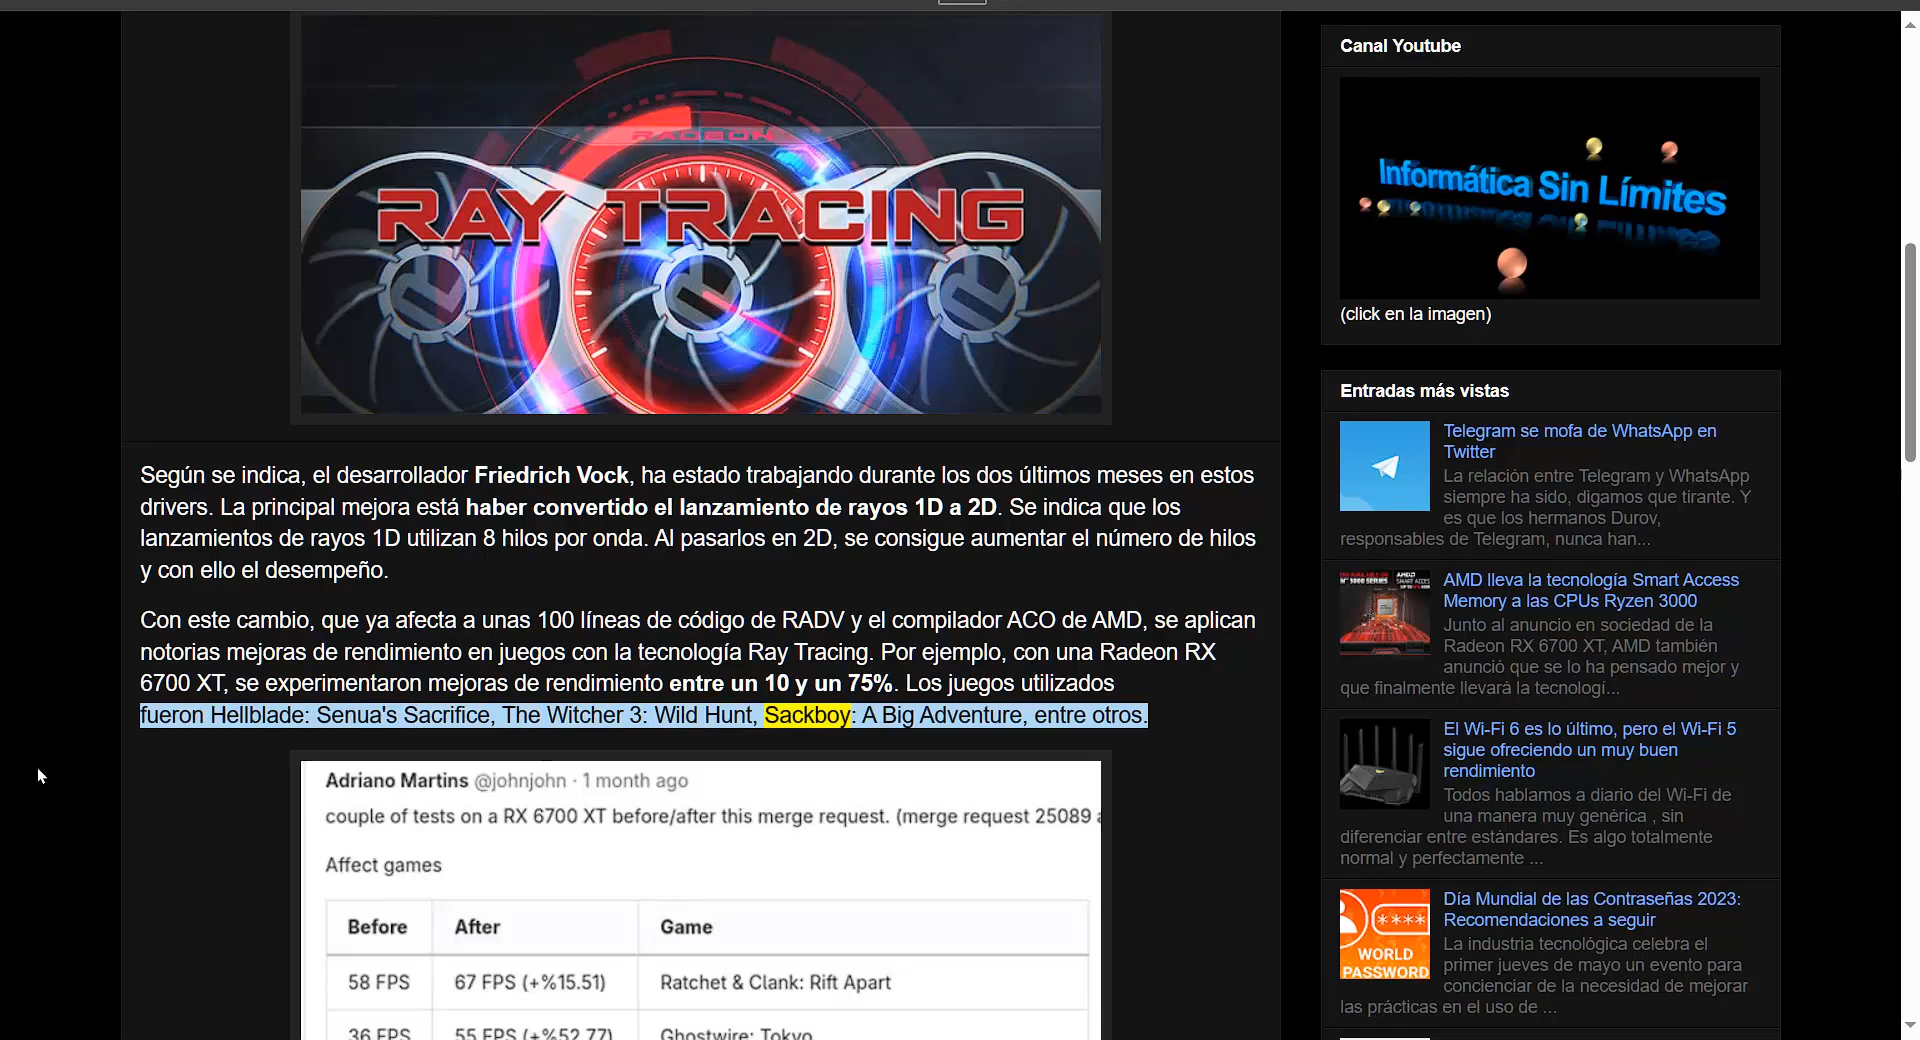 RADEON
RAY TRACING
Según se indica, el desarrollador Friedrich Vock, ha estado trabajando durante los dos últimos meses en estos
drivers. La principal mejora está haber convertido el lanzamiento de rayos 1D a 2D. Se indica que los
lanzamientos de rayos 1D utilizan 8 hilos por onda. Al pasarlos en 2D, se consigue aumentar el número de hilos
y con ello el desempeño.
Con este cambio, que ya afecta a unas 100 líneas de código de RADV y el compilador ACO de AMD, se aplican
notorias mejoras de rendimiento en juegos con la tecnología Ray Tracing. Por ejemplo, con una Radeon RX
6700 XT, se experimentaron mejoras de rendimiento entre un 10 y un 75%. Los juegos utilizados
fueron Hellblade: Senua's Sacrifice, The Witcher 3: Wild Hunt, Sackboy: A Big Adventure, entre otros.
Adriano Martins @johnjohn · 1 month ago
couple of tests on a RX 6700 XT before/after this merge request. (merge request 25089
Affect games
Before After Game
58 FPS 67 FPS (+%15.51) Ratchet & Clank: Rift Apart
36 FPS 55 FPS (+%52.77) Ghostwire: Tokyo
Canal Youtube
Informática Sin Límites
(click en la imagen)
Entradas más vistas
Telegram se mofa de WhatsApp en
Twitter
La relación entre Telegram y WhatsApp
siempre ha sido, digamos que tirante. Y
es que los hermanos Durov,
responsables de Telegram, nunca han...
AMD lleva la tecnología Smart Access
Memory a las CPUs Ryzen 3000
Junto al anuncio en sociedad de la
Radeon RX 6700 XT, AMD también
anunció que se lo ha pensado mejor y
que finalmente llevará la tecnologí...
El Wi-Fi 6 es lo último, pero el Wi-Fi 5
sigue ofreciendo un muy buen
rendimiento
Todos hablamos a diario del Wi-Fi de
una manera muy genérica , sin
diferenciar entre estándares. Es algo totalmente
normal y perfectamente ...
WORLD
PASSWORD
Día Mundial de las Contraseñas 2023:
Recomendaciones a seguir
La industria tecnológica celebra el
primer jueves de mayo un evento para
concienciar de la necesidad de mejorar
las prácticas en el uso de ...